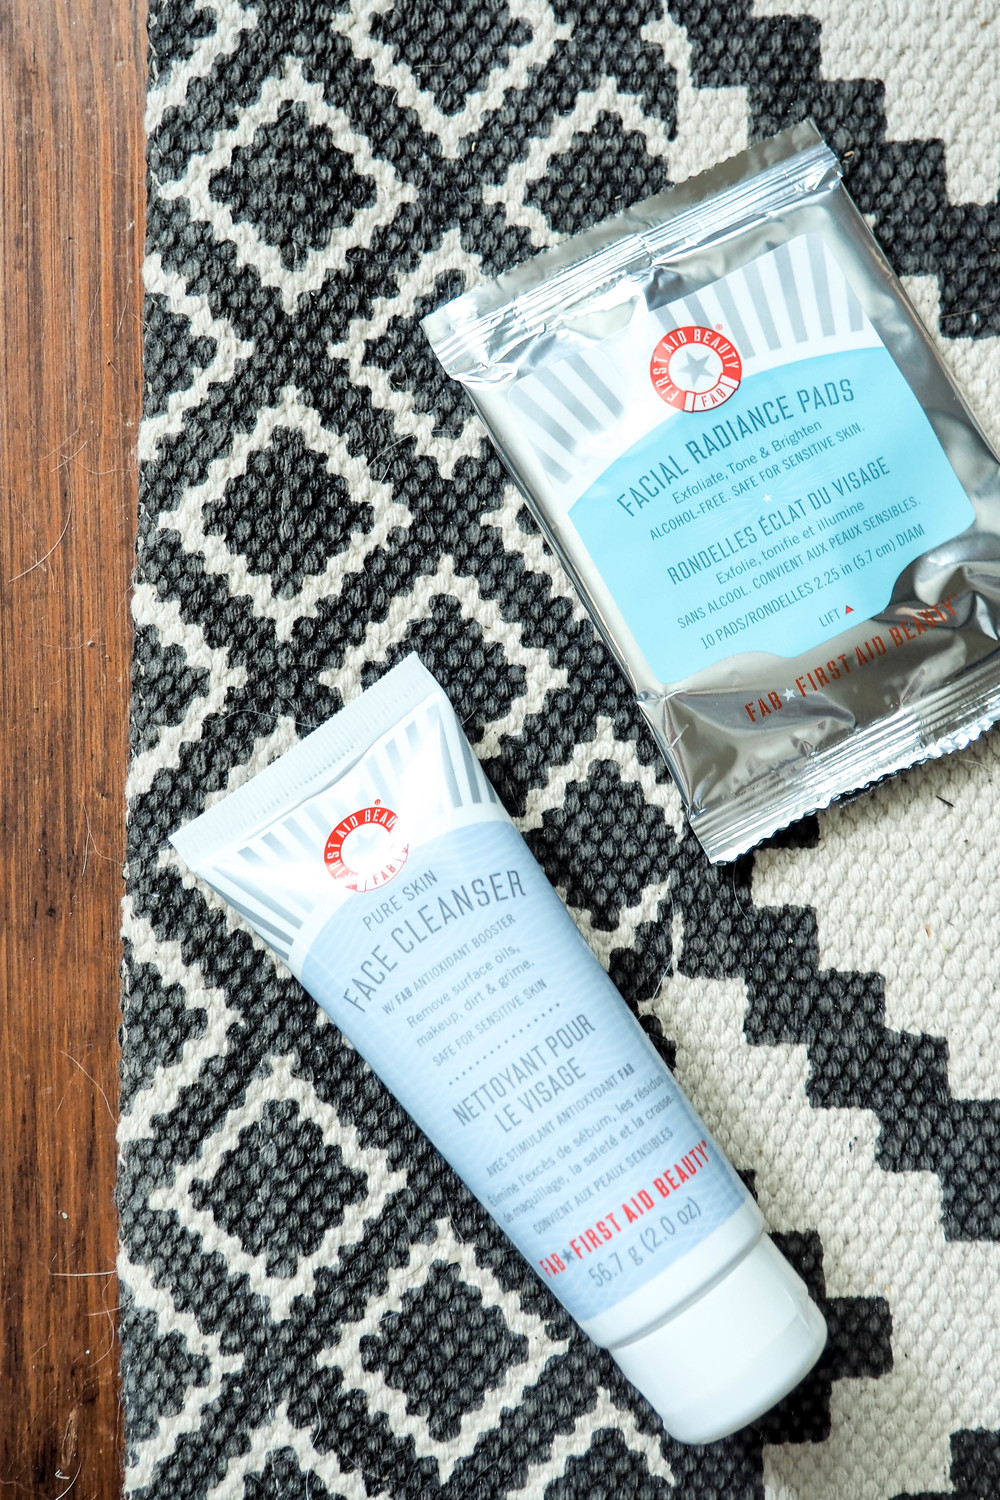 FIRST AID BEAUTY
FAB
FACIAL RADIANCE PADS
Exfoliate, Tone & Brighten
ALCOHOL-FREE. SAFE FOR SENSITIVE SKIN.
RONDELLES ÉCLAT DU VISAGE
Exfolie, tonifie et illumine
SANS ALCOOL. CONVIENT AUX PEAUX SENSIBLES.
10 PADS/RONDELLES 2.25 in (5.7 cm) DIAM
LIFT
FAB FIRST AID BEAUTY
FIRST AID BEAU
FAB
PURE SKIN
FACE CLEANSER
W/ FAB ANTIOXIDANT BOOSTER
Remove surface oils,
makeup, dirt & grime.
SAFE FOR SENSITIVE SKIN
NETTOYANT POUR
LE VISAGE
AVEC STIMULANT ANTIOXYDANT FAB
Élimine l'excès de sébum, les résidus
de maquillage, la saleté et la crasse.
CONVIENT AUX PEAUX SENSIBLES
FAB FIRST AID BEAUTY®
56.7 g (2.0 oz)